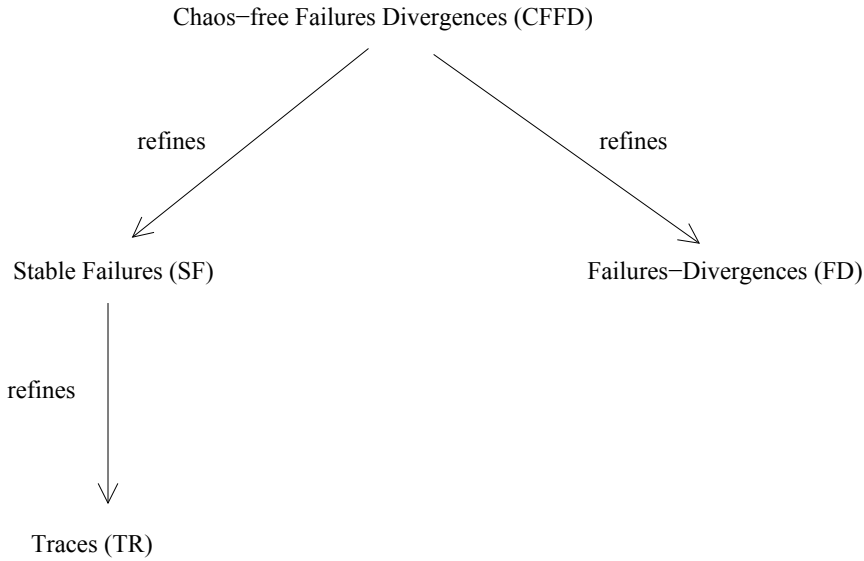 Chaos−free Failures Divergences (CFFD)
refines
refines
Stable Failures (SF)
Failures−Divergences (FD)
refines
Traces (TR)